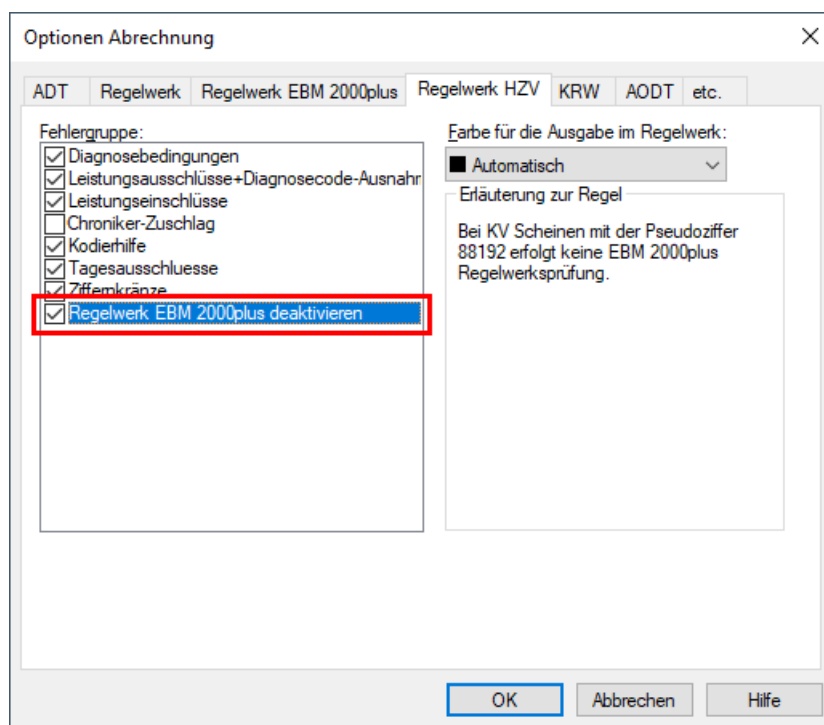 Optionen Abrechnung
ADT Regelwerk Regelwerk EBM 2000plus Regelwerk HZV KRW AODT etc.
Fehlergruppe:
Diagnosebedingungen
Leistungsausschlüsse+Diagnosecode-Ausnahr
Leistungseinschlüsse
Chroniker-Zuschlag
Kodierhilfe
Tagesausschluesse
Ziffernkränze
Regelwerk EBM 2000plus deaktivieren
Farbe für die Ausgabe im Regelwerk:
Automatisch
Erläuterung zur Regel
Bei KV Scheinen mit der Pseudoziffer
88192 erfolgt keine EBM 2000plus
Regelwerksprüfung.
OK Abbrechen Hilfe